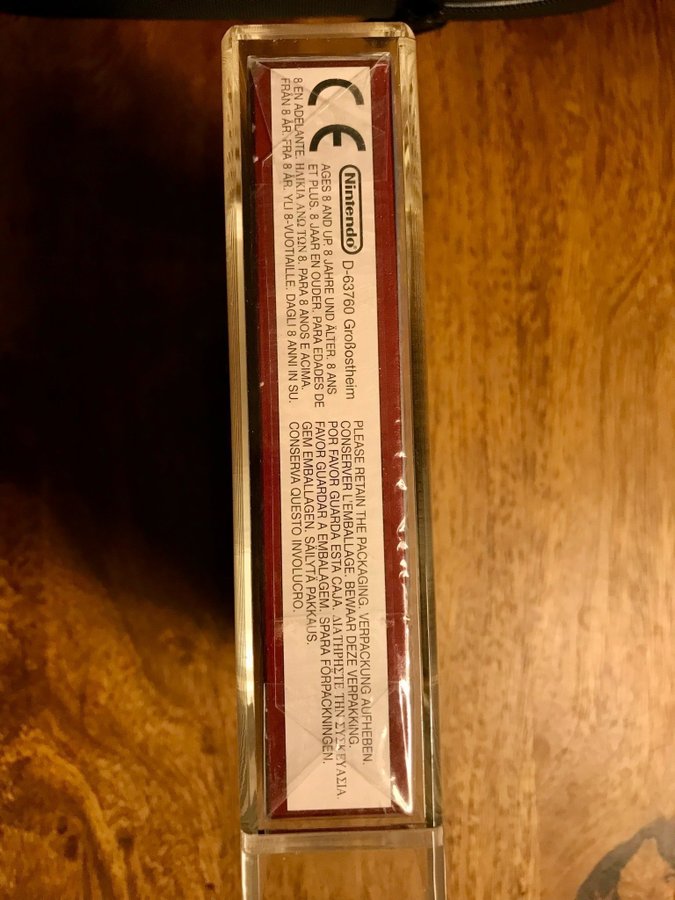 CE
Nintendo® D-63760 Großostheim
AGES 8 AND UP. 8 JAHRE UND ÄLTER. 8 ANS
ET PLUS. 8 JAAR EN OUDER. PARA EDADES DE
8 EN ADELANTE. ΗΛΙΚΙΑ ΑΝΩ ΤΩΝ 8. PARA 8 ANOS E ACIMA.
FRÅN 8 ÅR. FRA 8 ÅR. YLI 8-VUOTIAILLE. DAGLI 8 ANNI IN SU.
PLEASE RETAIN THE PACKAGING. VERPACKUNG AUFHEBEN.
CONSERVER L'EMBALLAGE. BEWAAR DEZE VERPAKKING.
POR FAVOR GUARDA ESTA CAJA. ΔΙΑΤΗΡΗΣΤΕ ΤΗΝ ΣΥΣΚΕΥΑΣΙΑ.
FAVOR GUARDAR A EMBALAGEM. SPARA FÖRPACKNINGEN.
GEM EMBALLAGEN. SÄILYTÄ PAKKAUS.
CONSERVA QUESTO INVOLUCRO.